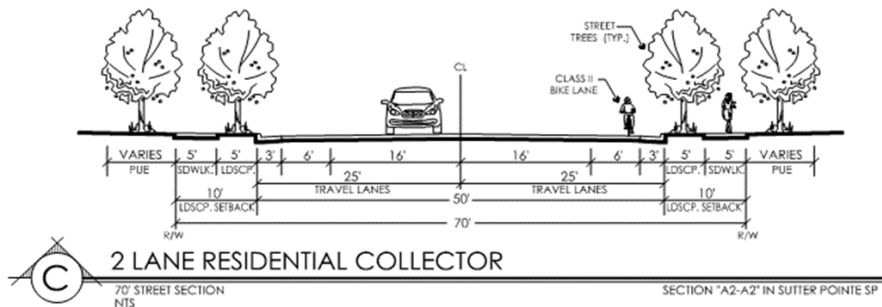 STREET
TREES (TYP.)
CL
CLASS II
BIKE LANE
VARIES 5' 5' 3' 6' 16' 16' 6' 3' 5' 5' VARIES
PUE SDWLK. LDSCP. LDSCP. SDWLK. PUE
25' 25'
10' TRAVEL LANES TRAVEL LANES 10'
LDSCP. SETBACK 50' LDSCP. SETBACK
70'
R/W R/W
C 2 LANE RESIDENTIAL COLLECTOR
70' STREET SECTION SECTION "A2-A2" IN SUTTER POINTE SP
NTS